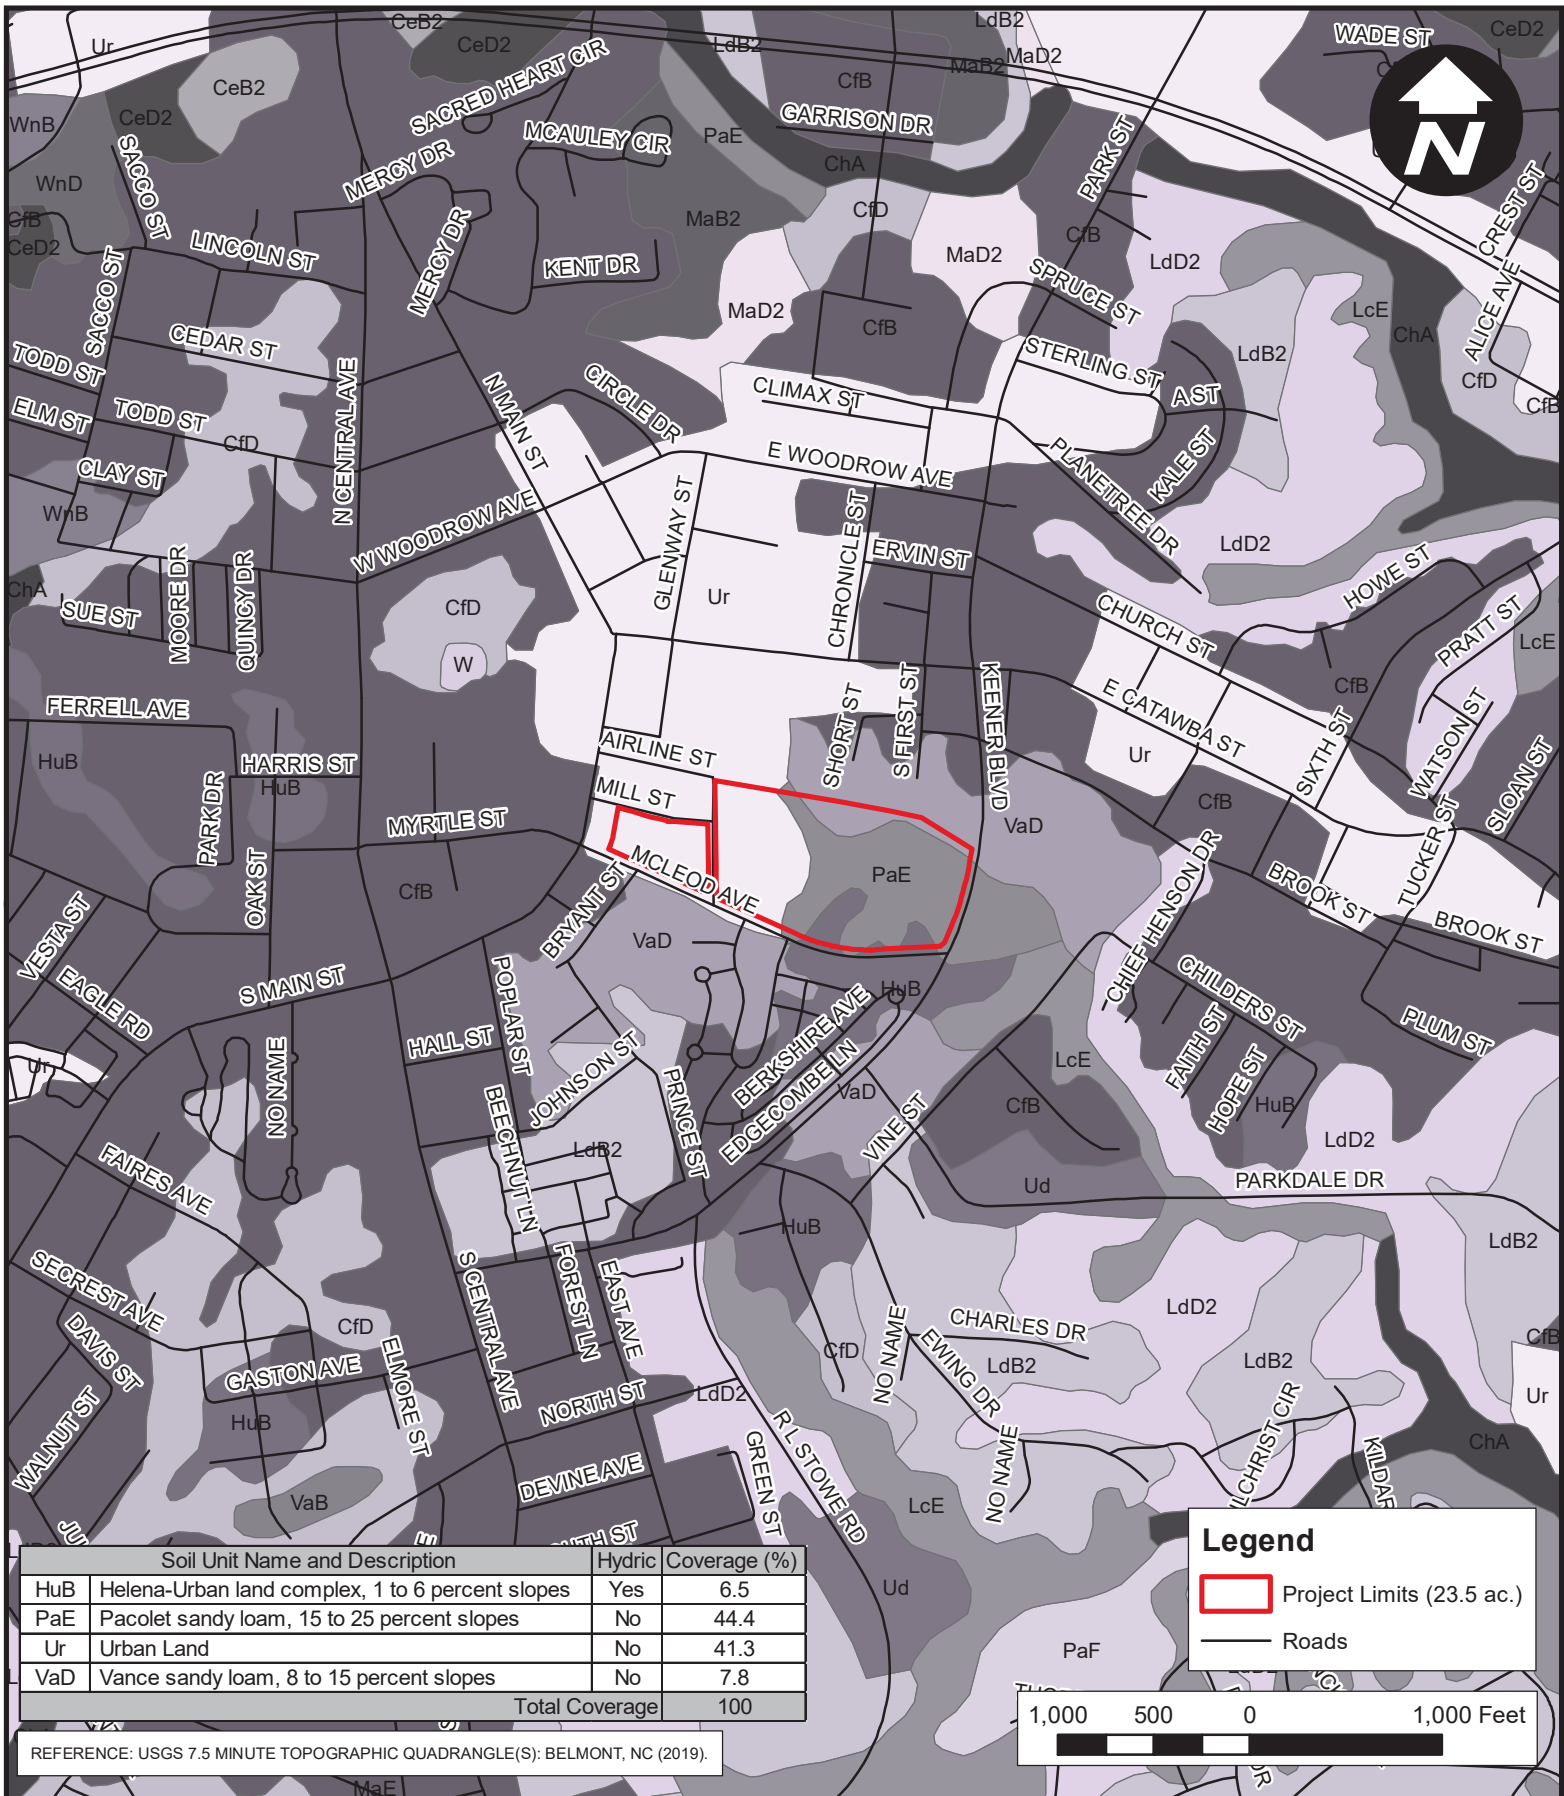 CeB2
LdB2
CeD2
Ur
CeD2
LdB2
WADE ST
MaD2
MaB2
CfB
CeB2
SACRED HEART CIR
N
WnB
CeD2
GARRISON DR
PaE
MCAULEY CIR
PARK ST
ChA
MERCY DR
SACCO ST
WnD
CREST ST
CfB
MaB2
CfD
CfB
CeD2
LINCOLN ST
MERCY DR
KENT DR
MaD2
LdD2
SPRUCE ST
SACCO ST
MaD2
LcE
ALICE AVE
CfB
ChA
CEDAR ST
TODD ST
STERLING ST
LdB2
CfD
N CENTRAL AVE
N MAIN ST
CIRCLE DR
CLIMAX ST
A ST
CfB
ELM ST
TODD ST
CfD
CLAY ST
E WOODROW AVE
PLANETREE DR
KALE ST
WnB
W WOODROW AVE
GLENWAY ST
CHRONICLE ST
ERVIN ST
LdD2
ChA
MOORE DR
QUINCY DR
HOWE ST
SUE ST
CfD
Ur
CHURCH ST
PRATT ST
LcE
W
CfB
FERRELL AVE
SHORT ST
S FIRST ST
KEENER BLVD
E CATAWBA ST
WATSON ST
AIRLINE ST
Ur
SIXTH ST
HuB
HARRIS ST
HuB
MILL ST
SLOAN ST
PARK DR
MYRTLE ST
VaD
CfB
TUCKER ST
MCLEOD AVE
PaE
CHIEF HENSON DR
BROOK ST
OAK ST
CfB
BRYANT ST
BROOK ST
VESTA ST
VaD
EAGLE RD
S MAIN ST
POPLAR ST
HuB
CHILDERS ST
BERKSHIRE AVE
PLUM ST
HALL ST
NO NAME
JOHNSON ST
EDGECOMBE LN
FAITH ST
Ur
LcE
PRINCE ST
VaD
VINE ST
CfB
HOPE ST
HuB
BEECHNUT LN
LdB2
LdD2
FAIRES AVE
Ud
PARKDALE DR
HuB
LdB2
SECREST AVE
S CENTRAL AVE
FOREST LN
EAST AVE
LdD2
DAVIS ST
CfD
ELMORE ST
NO NAME
CHARLES DR
CfB
CfD
EWING DR
LdB2
LdB2
GASTON AVE
NORTH ST
LdD2
Ur
WALNUT ST
HuB
R L STOWE RD
GREEN ST
NO NAME
ChA
DEVINE AVE
VaB
LcE
Ud
PaF
MaE
Soil Unit Name and Description Hydric Coverage (%)
HuB Helena-Urban land complex, 1 to 6 percent slopes Yes 6.5
PaE Pacolet sandy loam, 15 to 25 percent slopes No 44.4
Ur Urban Land No 41.3
VaD Vance sandy loam, 8 to 15 percent slopes No 7.8
Total Coverage 100
REFERENCE: USGS 7.5 MINUTE TOPOGRAPHIC QUADRANGLE(S): BELMONT, NC (2019).
Legend
Project Limits (23.5 ac.)
Roads
1,000 500 0 1,000 Feet